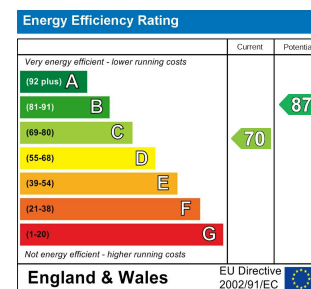 Energy Efficiency Rating
Current Potentia
Very energy efficient - lower running costs
(92 plus) A
(81-91) B 87
(69-80) C 70
(55-68) D
(39-54) E
(21-38) F
(1-20) G
Not energy efficient - higher running costs
England & Wales
EU Directive
2002/91/EC